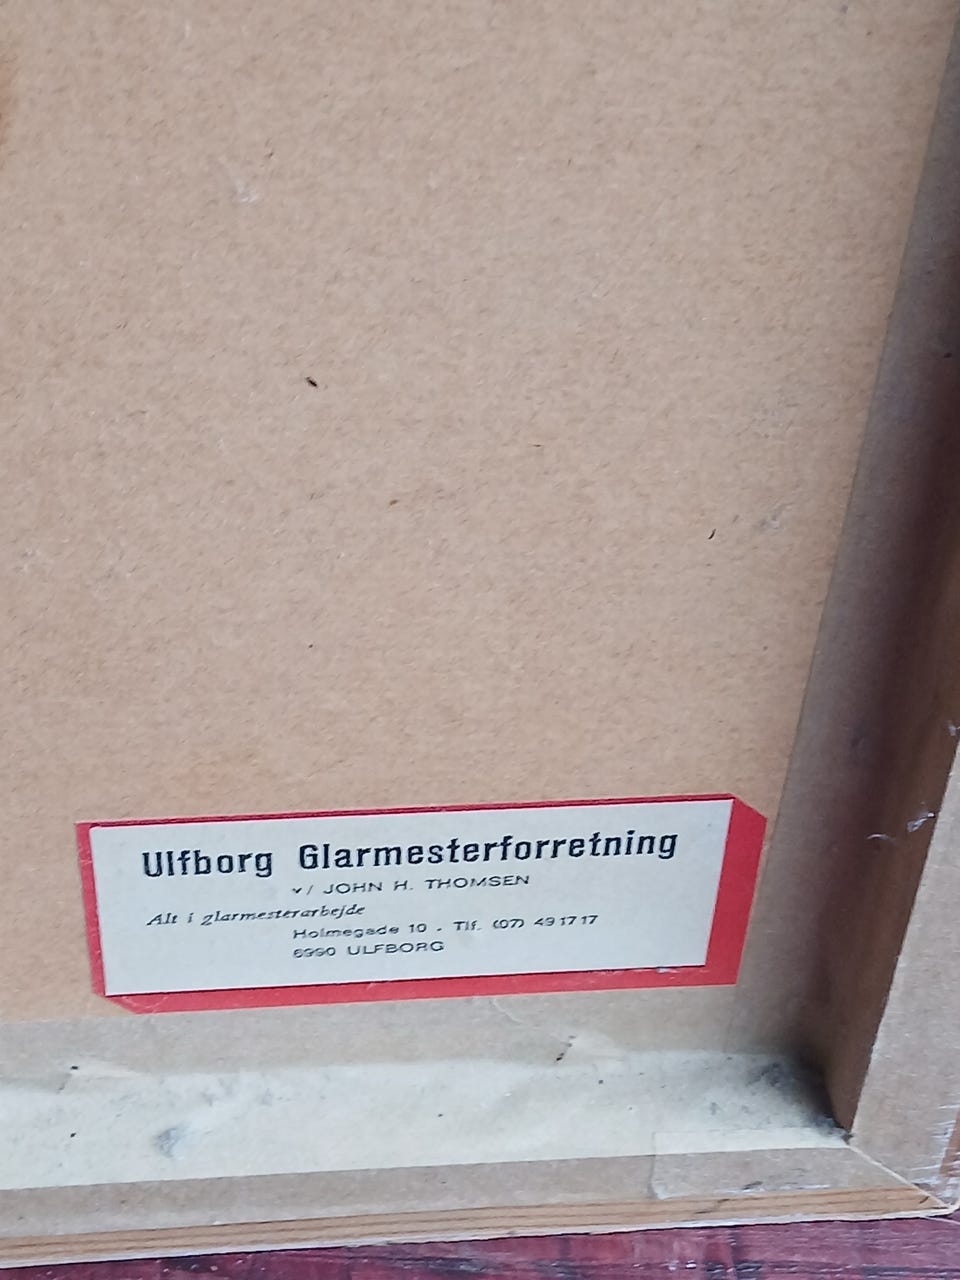 Ulfborg Glarmesterforretning
v/ JOHN H. THOMSEN
Alt i glarmesterarbejde
Holmegade 10 - Tlf. (07) 49 17 17
6990 ULFBORG